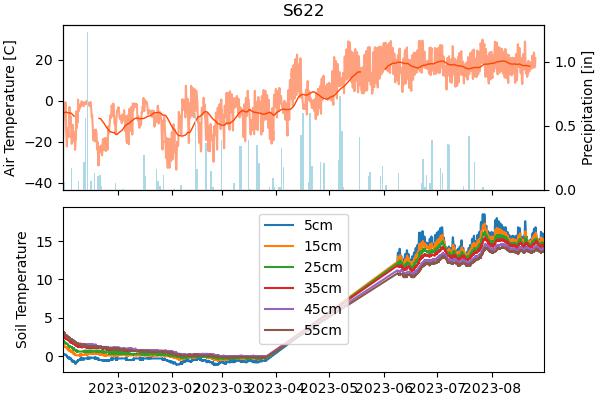 S622
Air Temperature [C]
20
0
−20
−40
1.0
0.5
0.0
Precipitation [in]
Soil Temperature
15
10
5
0
5cm
15cm
25cm
35cm
45cm
55cm
2023-01 2023-02 2023-03 2023-04 2023-05 2023-06 2023-07 2023-08